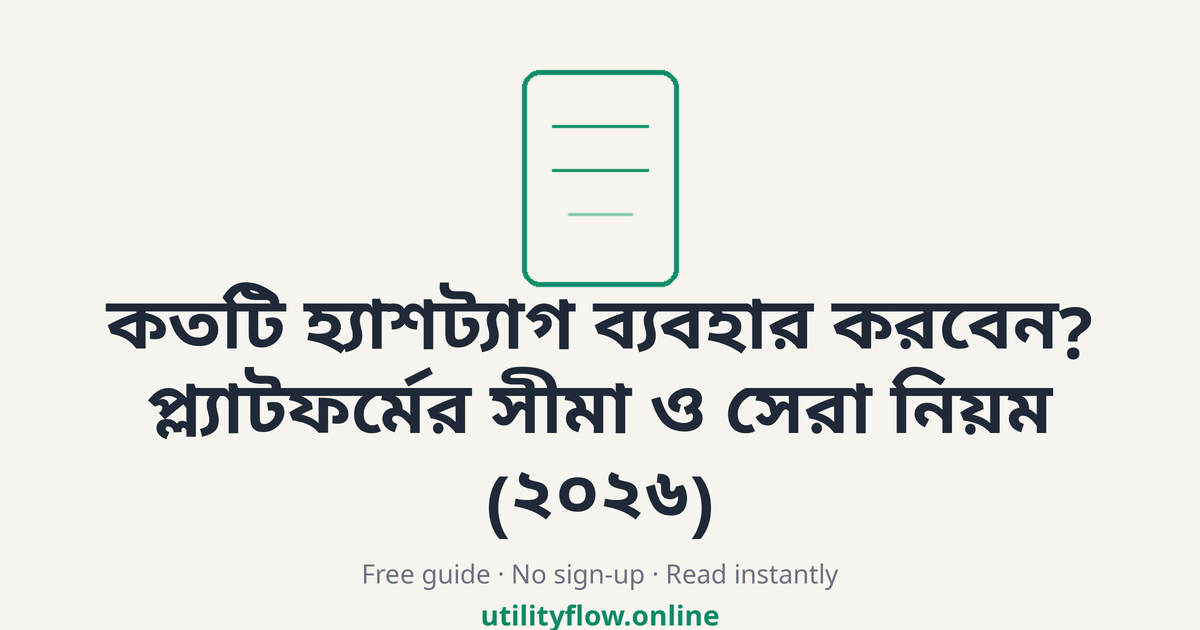 কতটি হ্যাশট্যাগ ব্যবহার করবেন?
প্ল্যাটফর্মের সীমা ও সেরা নিয়ম
(২০২৬)
Free guide · No sign-up · Read instantly
utilityflow.online